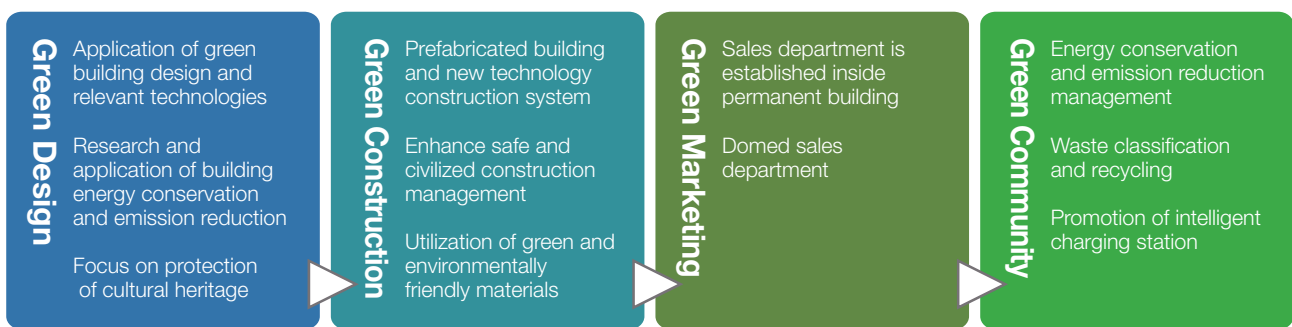 Green Design
Application of green
building design and
relevant technologies
Research and
application of building
energy conservation
and emission reduction
Focus on protection
of cultural heritage
Green Construction
Prefabricated building
and new technology
construction system
Enhance safe and
civilized construction
management
Utilization of green and
environmentally
friendly materials
Green Marketing
Sales department is
established inside
permanent building
Domed sales
department
Green Community
Energy conservation
and emission reduction
management
Waste classification
and recycling
Promotion of intelligent
charging station